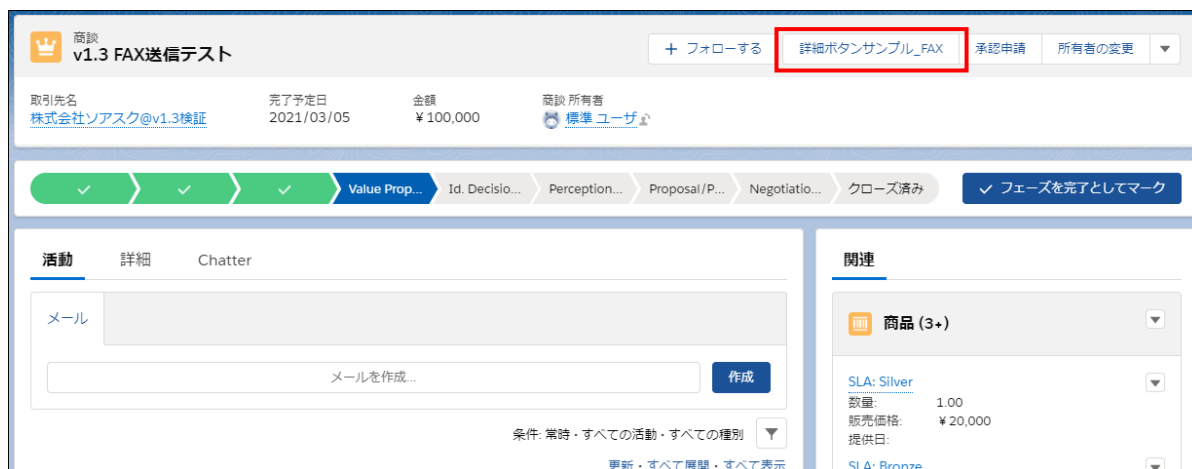 商談
v1.3 FAX送信テスト
+ フォローする 詳細ボタンサンプル_FAX 承認申請 所有者の変更
取引先名 完了予定日 金額 商談 所有者
株式会社ソアスク@v1.3検証 2021/03/05 ¥100,000 標準 ユーザ
Value Prop... Id. Decisio... Perception... Proposal/P... Negotiatio... クローズ済み フェーズを完了としてマーク
活動 詳細 Chatter
関連
メール
商品 (3+)
メールを作成... 作成
SLA: Silver
数量: 1.00
販売価格: ¥20,000
提供日:
条件: 常時・すべての活動・すべての種別
更新・すべて展開・すべて表示
SLA: Bronze